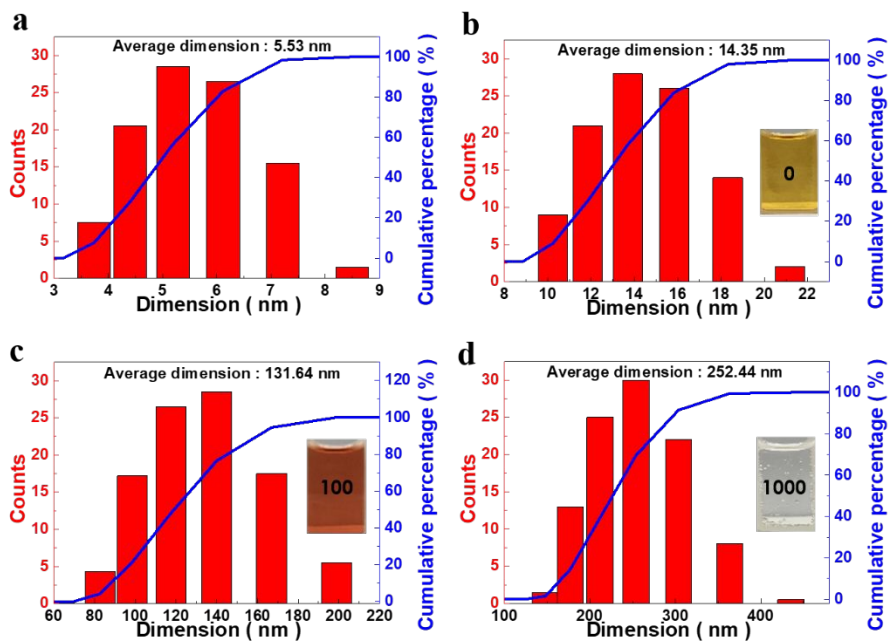 a
Average dimension : 5.53 nm
30
25
20
15
10
5
0
Counts
100
80
60
40
20
0
Cumulative percentage ( % )
3 4 5 6 7 8 9
Dimension ( nm )
b
Average dimension : 14.35 nm
30
25
20
15
10
5
0
Counts
100
80
60
40
20
0
Cumulative percentage ( % )
0
8 10 12 14 16 18 20 22
Dimension ( nm )
c
Average dimension : 131.64 nm
30
25
20
15
10
5
0
Counts
120
100
80
60
40
20
0
Cumulative percentage ( % )
100
60 80 100 120 140 160 180 200 220
Dimension ( nm )
d
Average dimension : 252.44 nm
30
25
20
15
10
5
0
Counts
100
80
60
40
20
0
Cumulative percentage ( % )
1000
100 200 300 400
Dimension ( nm )